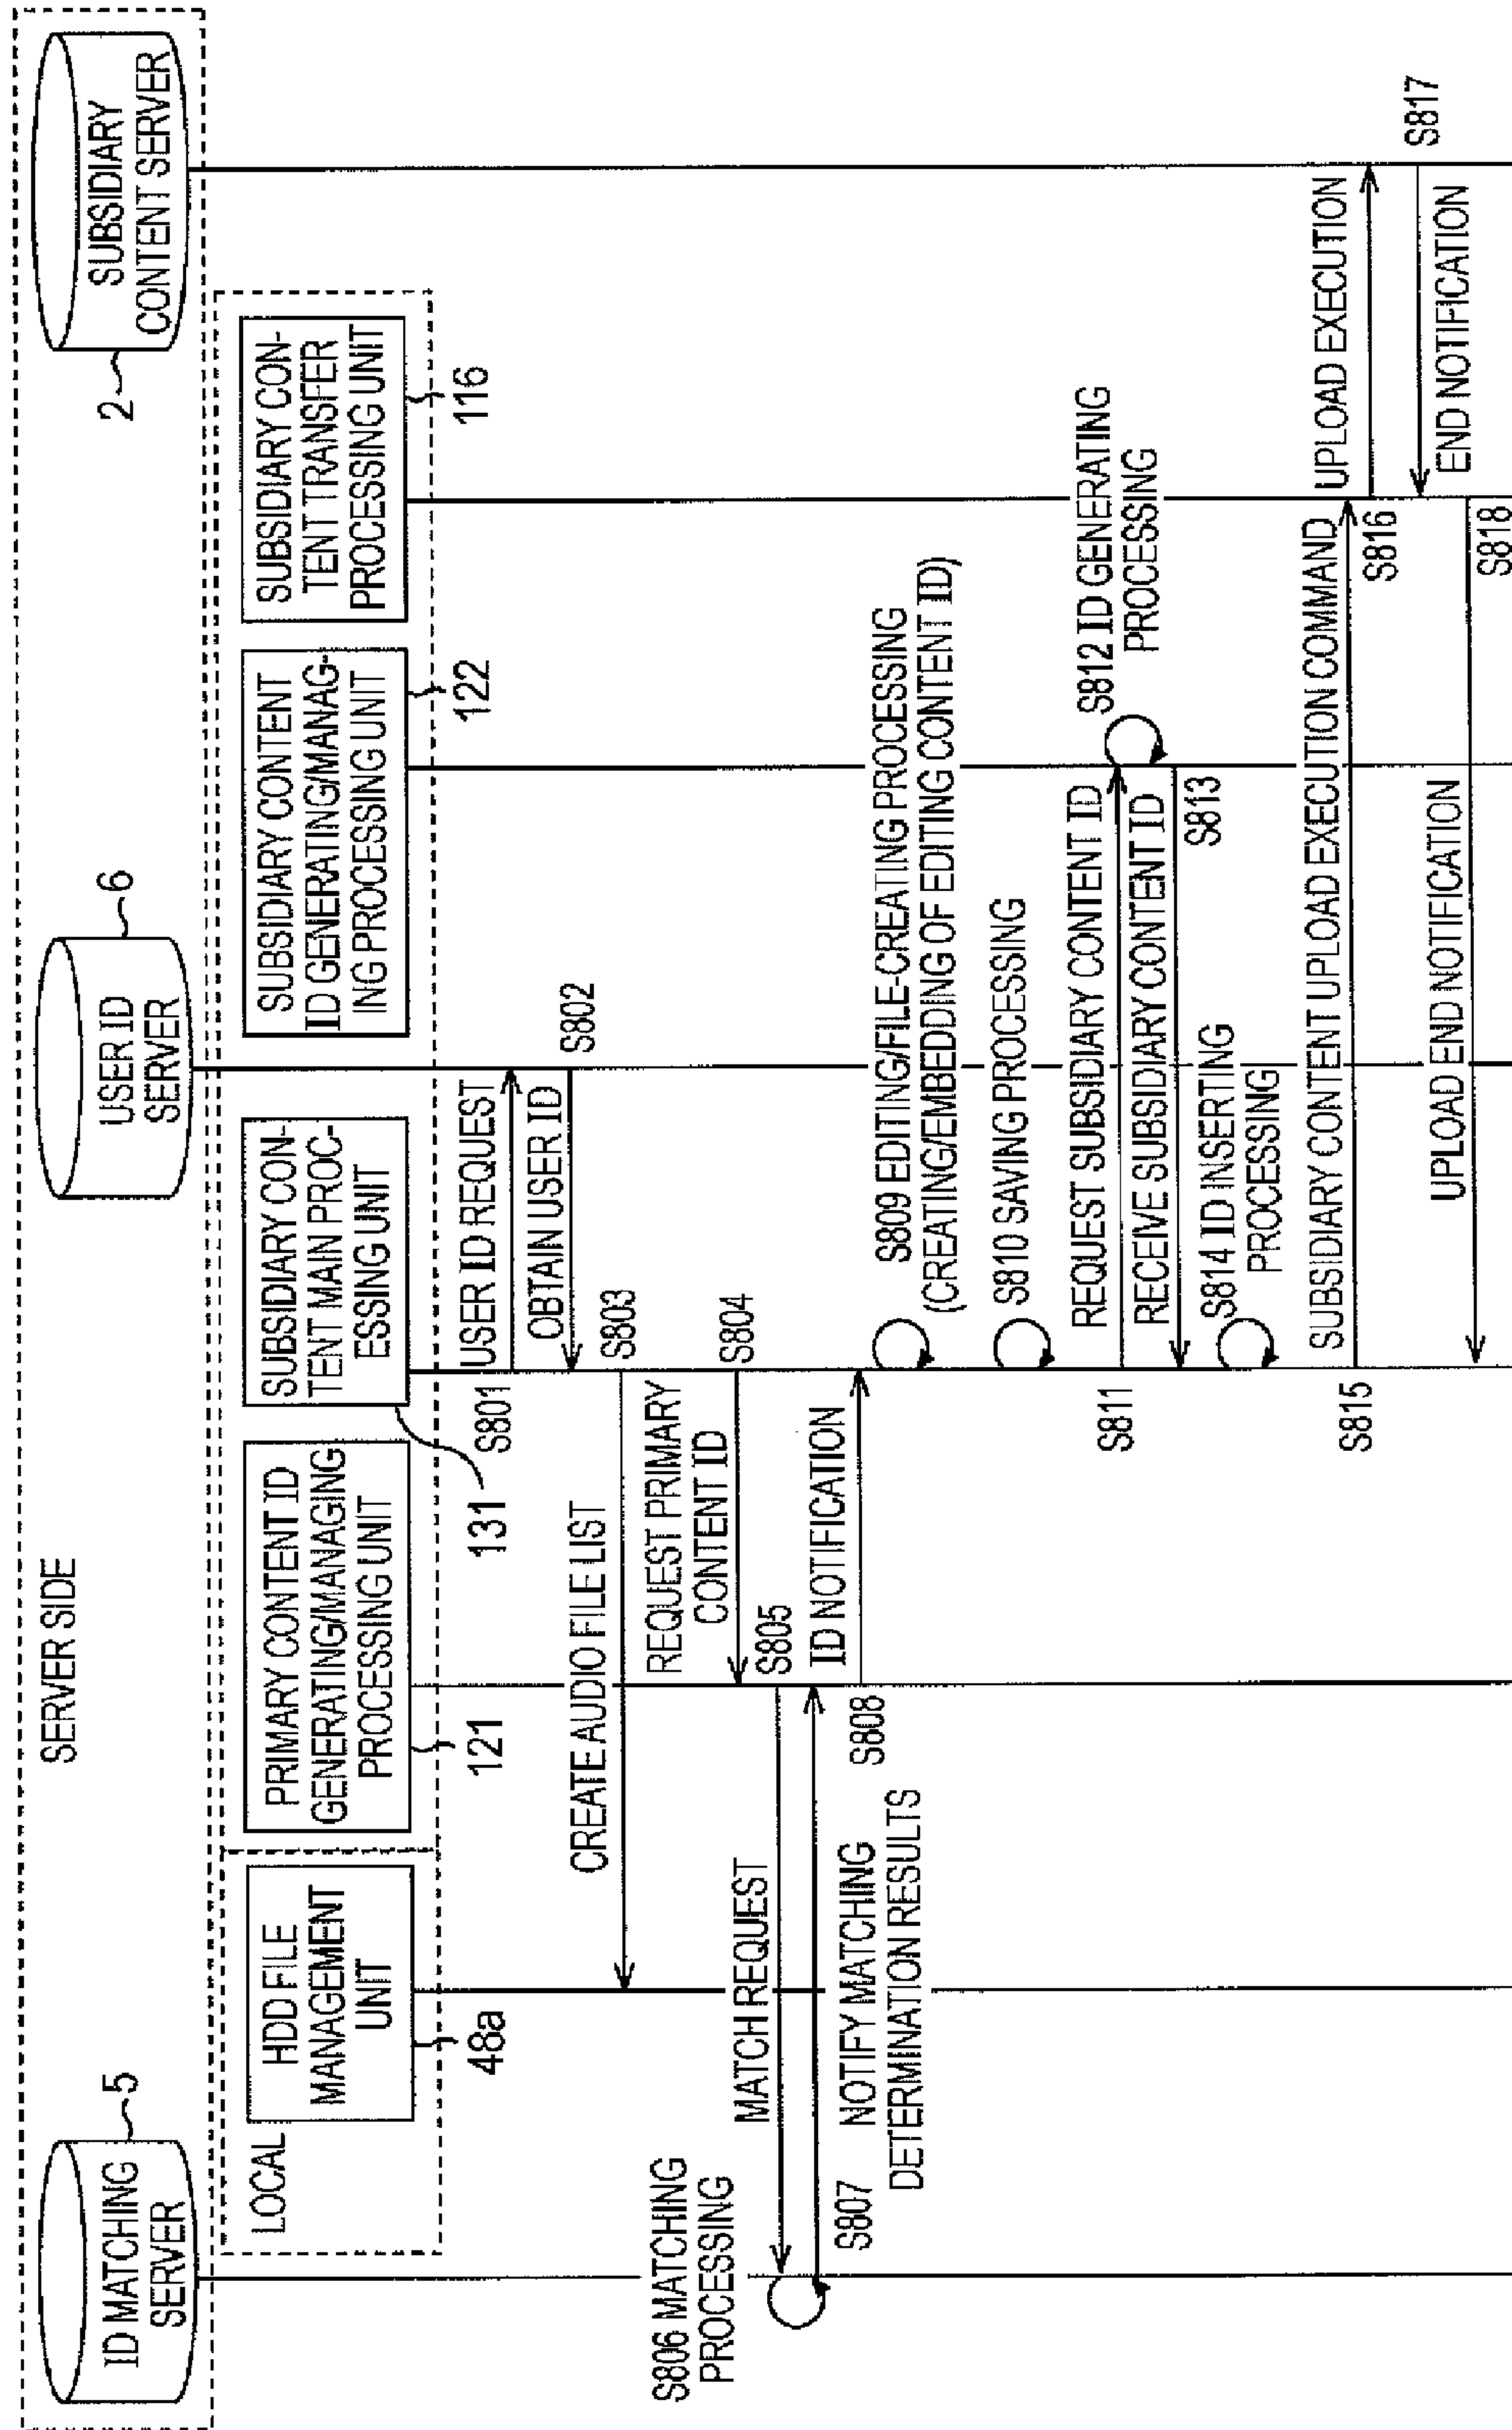 SERVER SIDE
ID MATCHING
SERVER
5
USER ID
SERVER
6
SUBSIDIARY
CONTENT SERVER
2
LOCAL
HDD FILE
MANAGEMENT
UNIT
48a
PRIMARY CONTENT ID
GENERATING/MANAGING
PROCESSING UNIT
121
SUBSIDIARY CON-
TENT MAIN PROC-
ESSING UNIT
131
SUBSIDIARY CONTENT
ID GENERATING/MANAG-
ING PROCESSING UNIT
122
SUBSIDIARY CON-
TENT TRANSFER
PROCESSING UNIT
116
S801
USER ID REQUEST
OBTAIN USER ID
S802
S803
CREATE AUDIO FILE LIST
S804
REQUEST PRIMARY
CONTENT ID
S805
MATCH REQUEST
S806 MATCHING
PROCESSING
S807
NOTIFY MATCHING
DETERMINATION RESULTS
S808
ID NOTIFICATION
S809 EDITING/FILE-CREATING PROCESSING
(CREATING/EMBEDDING OF EDITING CONTENT ID)
S810 SAVING PROCESSING
S811
REQUEST SUBSIDIARY CONTENT ID
S812 ID GENERATING
PROCESSING
RECEIVE SUBSIDIARY CONTENT ID
S813
S814 ID INSERTING
PROCESSING
S815
SUBSIDIARY CONTENT UPLOAD EXECUTION COMMAND
S816
UPLOAD EXECUTION
S817
END NOTIFICATION
S818
UPLOAD END NOTIFICATION